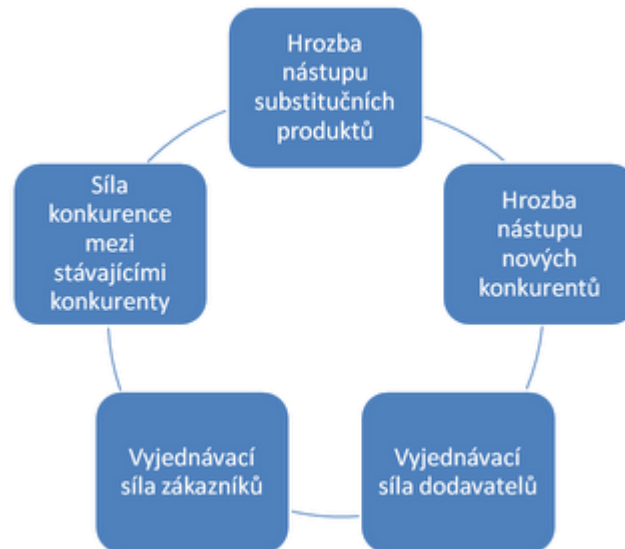 Hrozba
nástupu
substitučních
produktů
Síla
konkurence
mezi
stávajícími
konkurenty
Hrozba
nástupu
nových
konkurentů
Vyjednávací
síla zákazníků
Vyjednávací
síla dodavatelů